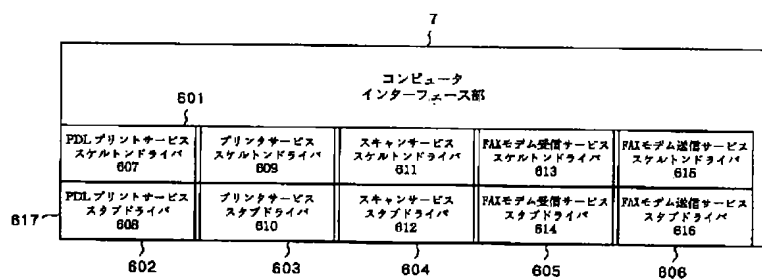 7
コンピュータ
インターフェース部
601
PDLプリントサービス
スケルトンドライバ
607
プリンタサービス
スケルトンドライバ
609
スキャンサービス
スケルトンドライバ
611
FAXモデム受信サービス
スケルトンドライバ
613
FAXモデム送信サービス
スケルトンドライバ
615
617
PDLプリントサービス
スタブドライバ
608
プリンタサービス
スタブドライバ
610
スキャンサービス
スタブドライバ
612
FAXモデム受信サービス
スタブドライバ
614
FAXモデム送信サービス
スタブドライバ
616
602
603
604
605
606